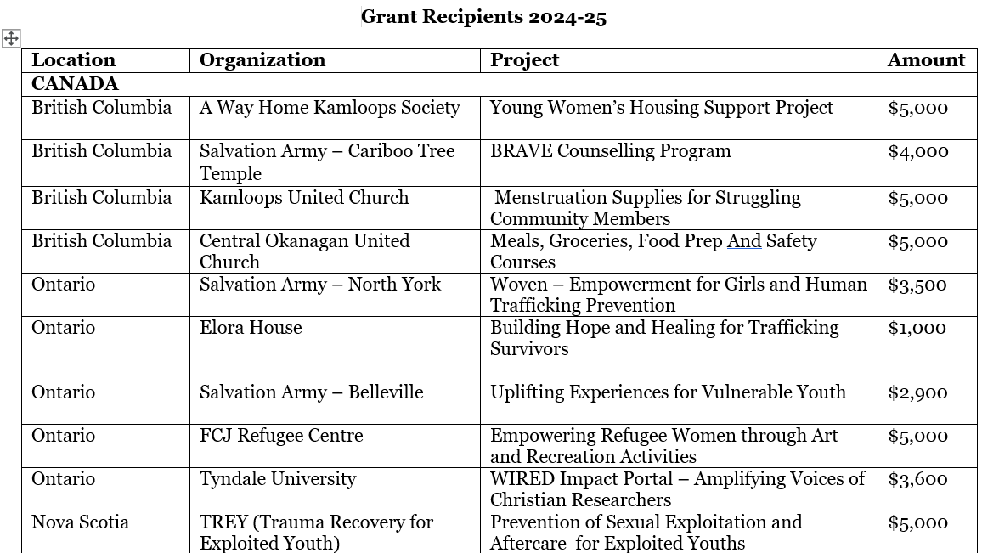 Grant Recipients 2024-25
Location Organization Project Amount
CANADA
British Columbia A Way Home Kamloops Society Young Women’s Housing Support Project $5,000
British Columbia Salvation Army – Cariboo Tree BRAVE Counselling Program $4,000
Temple
British Columbia Kamloops United Church Menstruation Supplies for Struggling $5,000
Community Members
British Columbia Central Okanagan United Meals, Groceries, Food Prep And Safety $5,000
Church Courses
Ontario Salvation Army – North York Woven – Empowerment for Girls and Human $3,500
Trafficking Prevention
Ontario Elora House Building Hope and Healing for Trafficking $1,000
Survivors
Ontario Salvation Army – Belleville Uplifting Experiences for Vulnerable Youth $2,900
Ontario FCJ Refugee Centre Empowering Refugee Women through Art $5,000
and Recreation Activities
Ontario Tyndale University WIRED Impact Portal – Amplifying Voices of $3,600
Christian Researchers
Nova Scotia TREY (Trauma Recovery for Prevention of Sexual Exploitation and $5,000
Exploited Youth) Aftercare for Exploited Youths